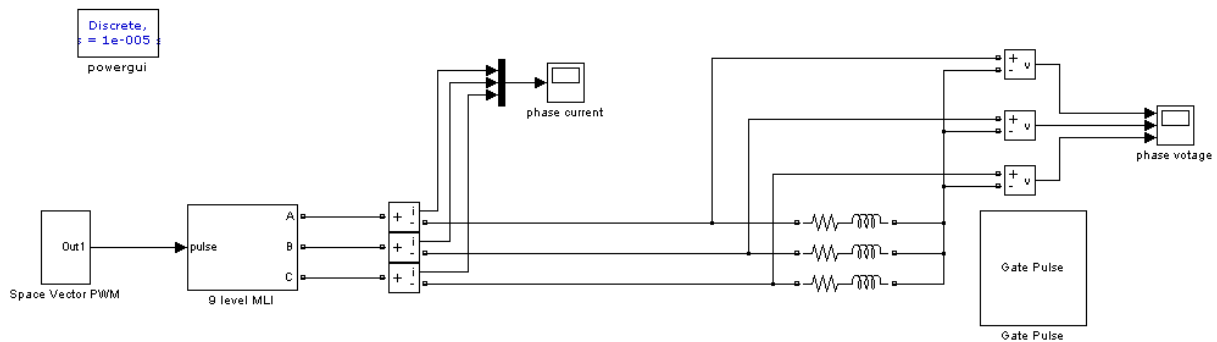 Discrete,
s = 1e-005 s
powergui
phase current
+
-
v
+
-
v
+
-
v
phase votage
Out1
Space Vector PWM
pulse
A
B
C
9 level MLI
+
i
-
+
i
-
+
i
-
Gate Pulse
Gate Pulse